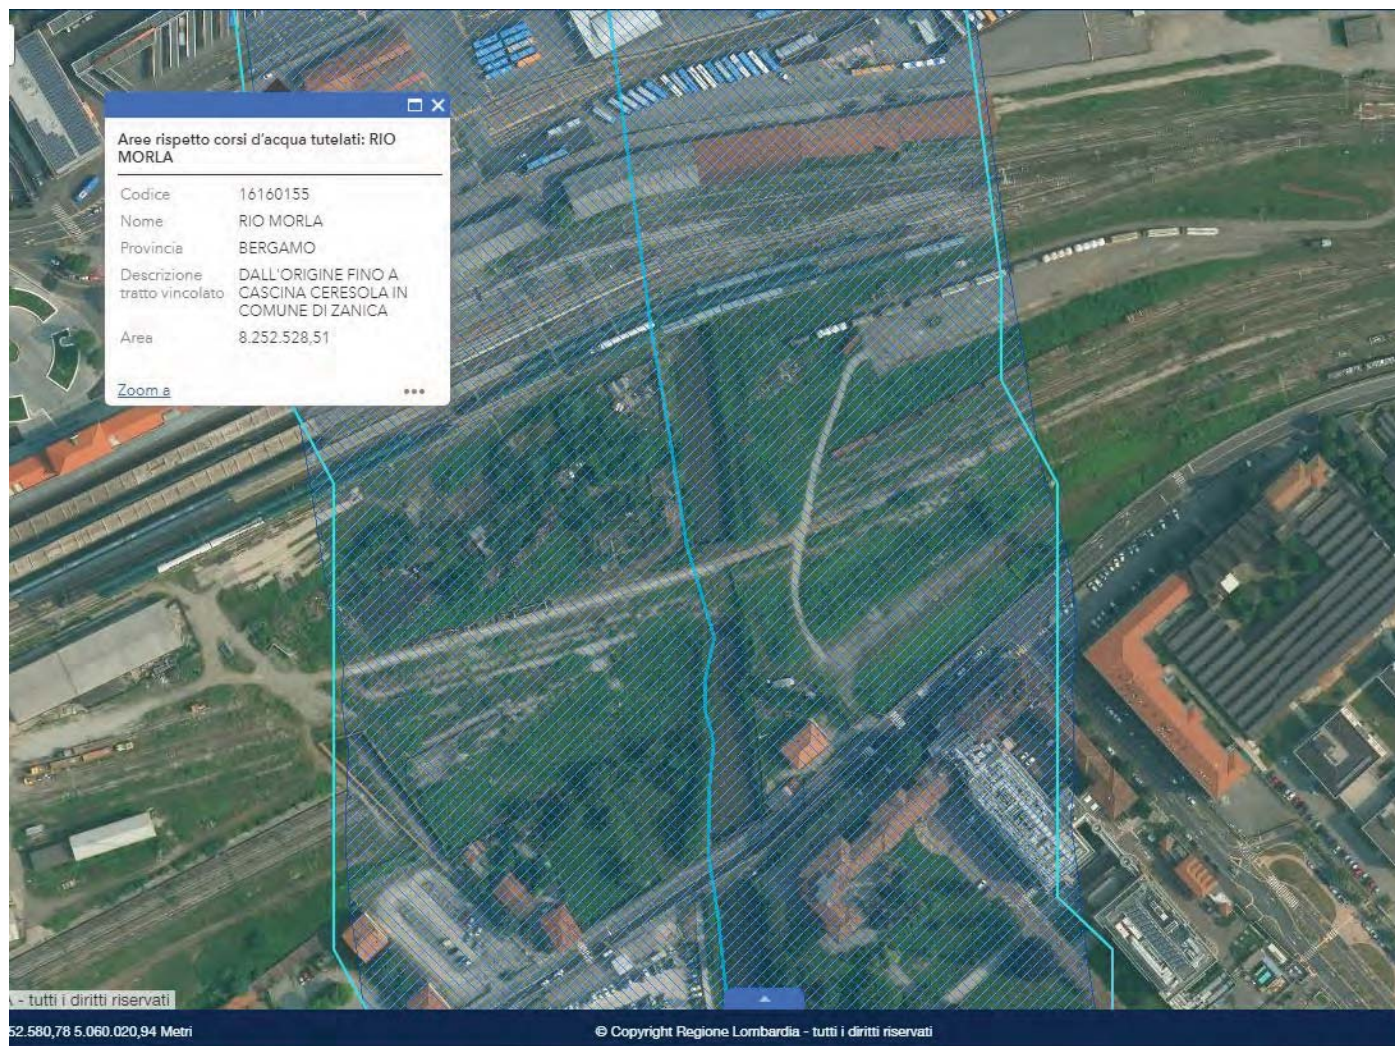 Aree rispetto corsi d'acqua tutelati: RIO
MORLA
Codice 16160155
Nome RIO MORLA
Provincia BERGAMO
Descrizione tratto vincolato DALL'ORIGINE FINO A
CASCINA CERESOLA IN
COMUNE DI ZANICA
Area 8.252.528,51
Zoom a
- tutti i diritti riservati
52.580,78 5.060.020,94 Metri
© Copyright Regione Lombardia - tutti i diritti riservati